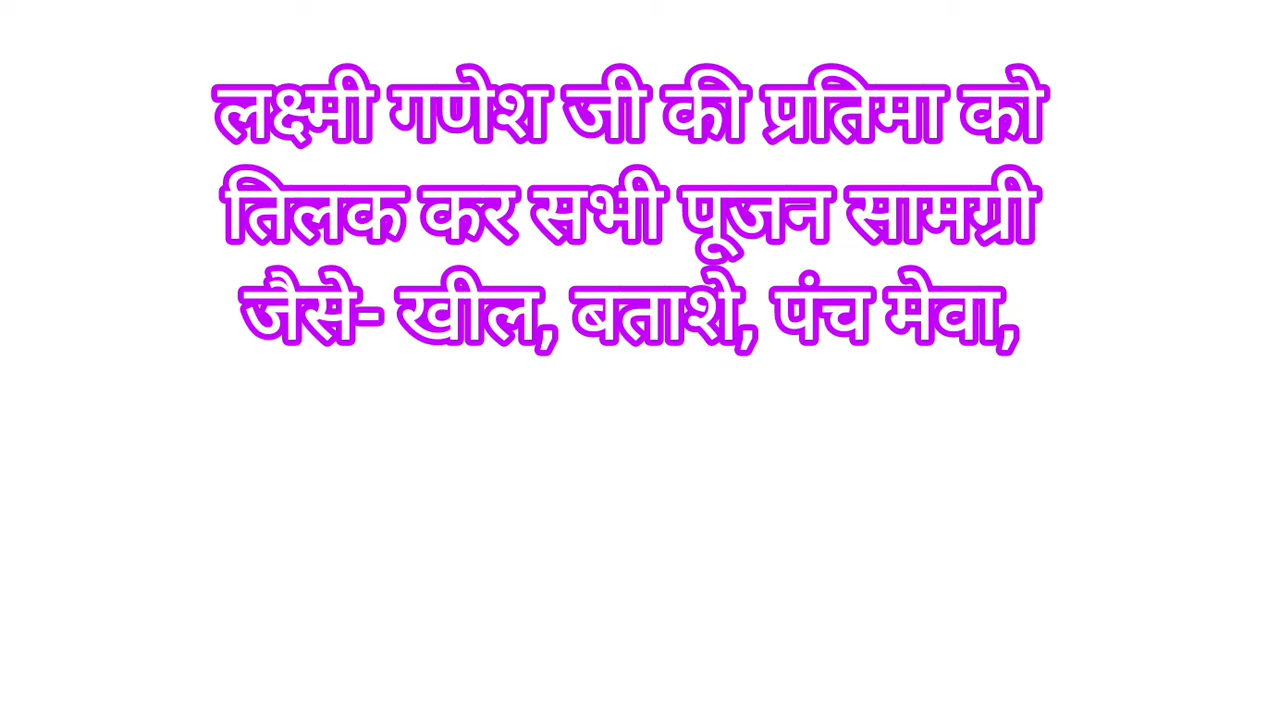 लक्ष्मी गणेश जी की प्रतिमा को
तिलक कर सभी पूजन सामग्री
जैसे- खील, बताशे, पंच मेवा,